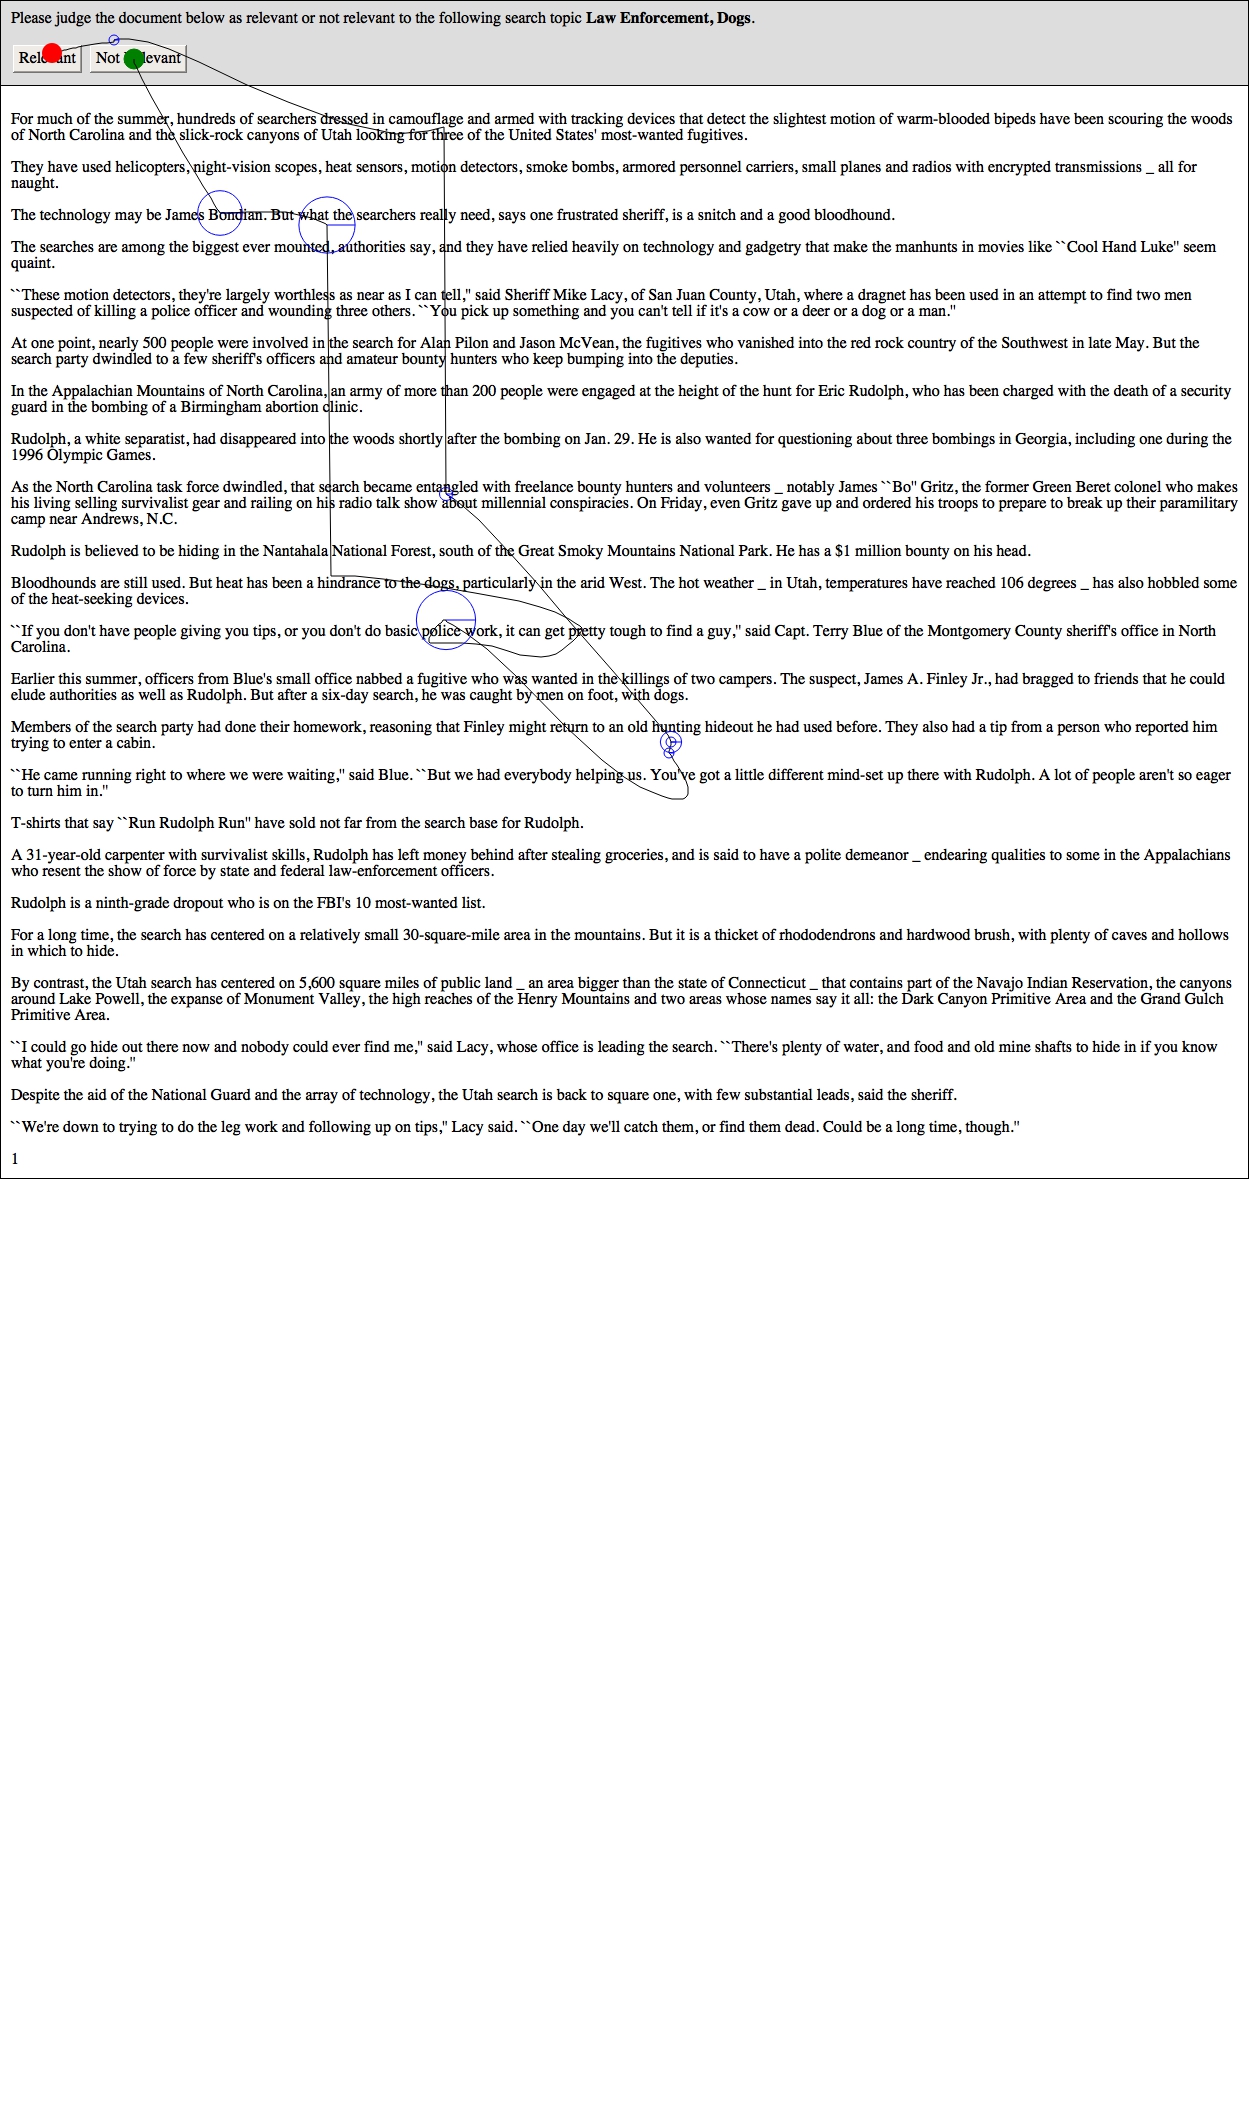 Please judge the document below as relevant or not relevant to the following search topic Law Enforcement, Dogs.
Relevant Not Relevant
For much of the summer, hundreds of searchers dressed in camouflage and armed with tracking devices that detect the slightest motion of warm-blooded bipeds have been scouring the woods
of North Carolina and the slick-rock canyons of Utah looking for three of the United States' most-wanted fugitives.
They have used helicopters, night-vision scopes, heat sensors, motion detectors, smoke bombs, armored personnel carriers, small planes and radios with encrypted transmissions _ all for
naught.
The technology may be James Bondian. But what the searchers really need, says one frustrated sheriff, is a snitch and a good bloodhound.
The searches are among the biggest ever mounted, authorities say, and they have relied heavily on technology and gadgetry that make the manhunts in movies like ``Cool Hand Luke'' seem
quaint.
``These motion detectors, they're largely worthless as near as I can tell,'' said Sheriff Mike Lacy, of San Juan County, Utah, where a dragnet has been used in an attempt to find two men
suspected of killing a police officer and wounding three others. ``You pick up something and you can't tell if it's a cow or a deer or a dog or a man.''
At one point, nearly 500 people were involved in the search for Alan Pilon and Jason McVean, the fugitives who vanished into the red rock country of the Southwest in late May. But the
search party dwindled to a few sheriff's officers and amateur bounty hunters who keep bumping into the deputies.
In the Appalachian Mountains of North Carolina, an army of more than 200 people were engaged at the height of the hunt for Eric Rudolph, who has been charged with the death of a security
guard in the bombing of a Birmingham abortion clinic.
Rudolph, a white separatist, had disappeared into the woods shortly after the bombing on Jan. 29. He is also wanted for questioning about three bombings in Georgia, including one during the
1996 Olympic Games.
As the North Carolina task force dwindled, that search became entangled with freelance bounty hunters and volunteers _ notably James ``Bo'' Gritz, the former Green Beret colonel who makes
his living selling survivalist gear and railing on his radio talk show about millennial conspiracies. On Friday, even Gritz gave up and ordered his troops to prepare to break up their paramilitary
camp near Andrews, N.C.
Rudolph is believed to be hiding in the Nantahala National Forest, south of the Great Smoky Mountains National Park. He has a $1 million bounty on his head.
Bloodhounds are still used. But heat has been a hindrance to the dogs, particularly in the arid West. The hot weather _ in Utah, temperatures have reached 106 degrees _ has also hobbled some
of the heat-seeking devices.
``If you don't have people giving you tips, or you don't do basic police work, it can get pretty tough to find a guy,'' said Capt. Terry Blue of the Montgomery County sheriff's office in North
Carolina.
Earlier this summer, officers from Blue's small office nabbed a fugitive who was wanted in the killings of two campers. The suspect, James A. Finley Jr., had bragged to friends that he could
elude authorities as well as Rudolph. But after a six-day search, he was caught by men on foot, with dogs.
Members of the search party had done their homework, reasoning that Finley might return to an old hunting hideout he had used before. They also had a tip from a person who reported him
trying to enter a cabin.
``He came running right to where we were waiting,'' said Blue. ``But we had everybody helping us. You've got a little different mind-set up there with Rudolph. A lot of people aren't so eager
to turn him in.''
T-shirts that say ``Run Rudolph Run'' have sold not far from the search base for Rudolph.
A 31-year-old carpenter with survivalist skills, Rudolph has left money behind after stealing groceries, and is said to have a polite demeanor _ endearing qualities to some in the Appalachians
who resent the show of force by state and federal law-enforcement officers.
Rudolph is a ninth-grade dropout who is on the FBI's 10 most-wanted list.
For a long time, the search has centered on a relatively small 30-square-mile area in the mountains. But it is a thicket of rhododendrons and hardwood brush, with plenty of caves and hollows
in which to hide.
By contrast, the Utah search has centered on 5,600 square miles of public land _ an area bigger than the state of Connecticut _ that contains part of the Navajo Indian Reservation, the canyons
around Lake Powell, the expanse of Monument Valley, the high reaches of the Henry Mountains and two areas whose names say it all: the Dark Canyon Primitive Area and the Grand Gulch
Primitive Area.
``I could go hide out there now and nobody could ever find me,'' said Lacy, whose office is leading the search. ``There's plenty of water, and food and old mine shafts to hide in if you know
what you're doing.''
Despite the aid of the National Guard and the array of technology, the Utah search is back to square one, with few substantial leads, said the sheriff.
``We're down to trying to do the leg work and following up on tips,'' Lacy said. ``One day we'll catch them, or find them dead. Could be a long time, though.''
1